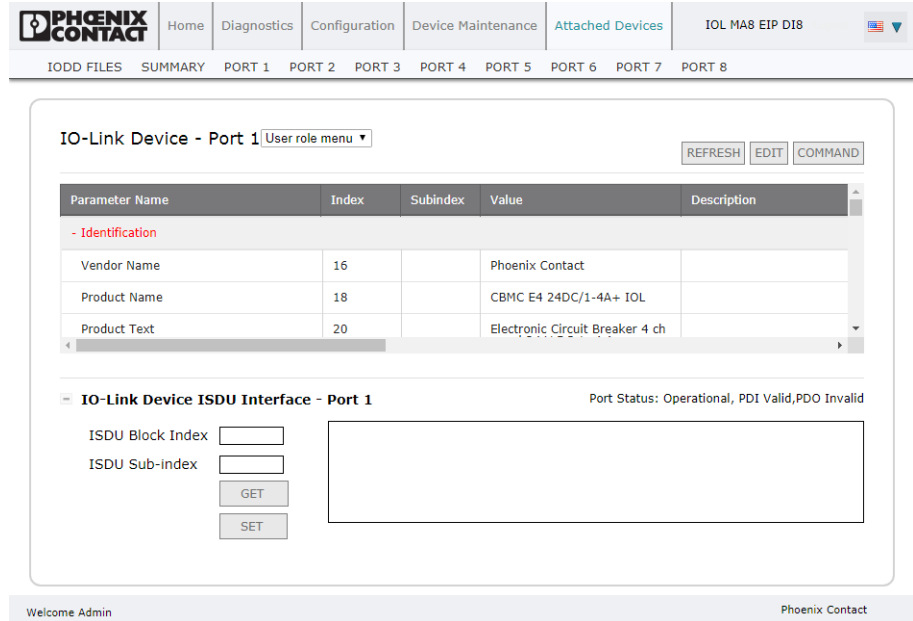 PHŒNIX CONTACT
Home Diagnostics Configuration Device Maintenance Attached Devices IOL MA8 EIP DI8
IODD FILES SUMMARY PORT 1 PORT 2 PORT 3 PORT 4 PORT 5 PORT 6 PORT 7 PORT 8
IO-Link Device - Port 1 User role menu
REFRESH EDIT COMMAND
Parameter Name Index Subindex Value Description
- Identification
Vendor Name 16 Phoenix Contact
Product Name 18 CBMC E4 24DC/1-4A+ IOL
Product Text 20 Electronic Circuit Breaker 4 ch
IO-Link Device ISDU Interface - Port 1 Port Status: Operational, PDI Valid,PDO Invalid
ISDU Block Index
ISDU Sub-index
GET
SET
Welcome Admin Phoenix Contact